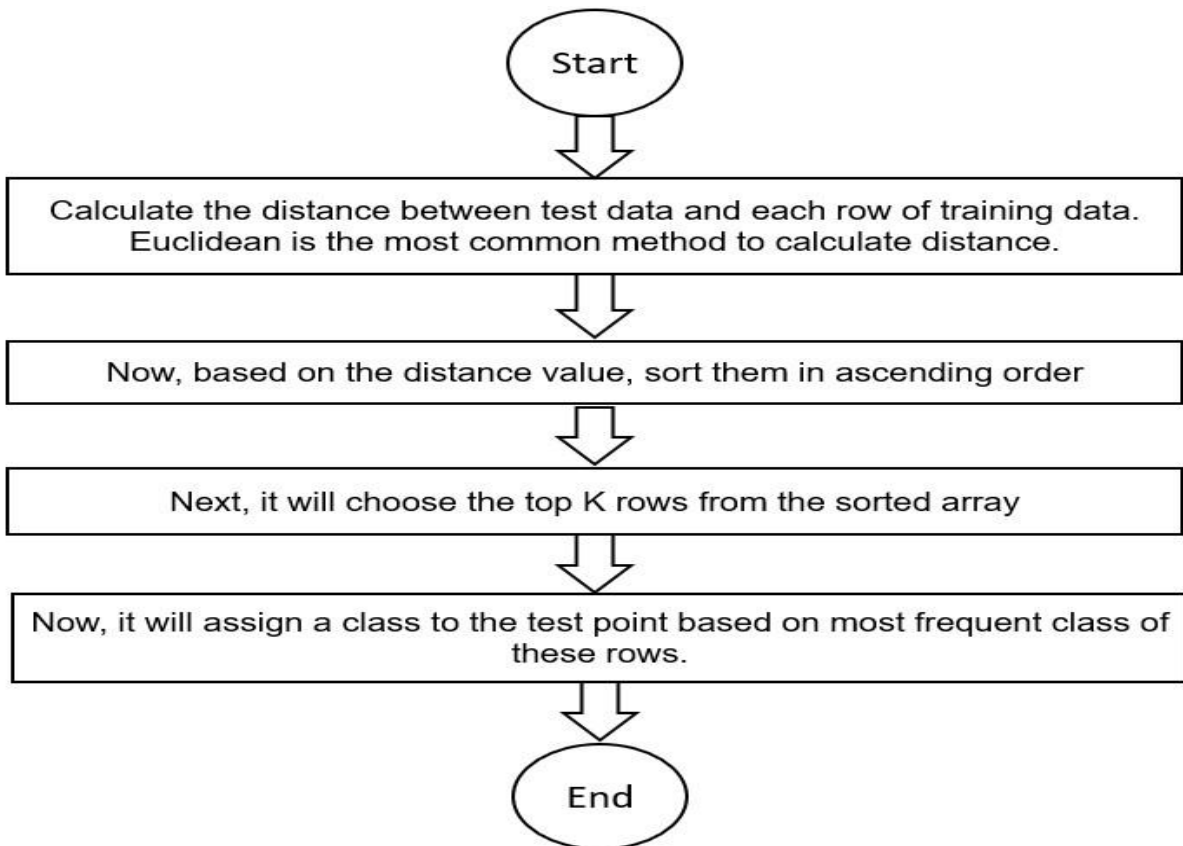 Start
Calculate the distance between test data and each row of training data.
Euclidean is the most common method to calculate distance.
Now, based on the distance value, sort them in ascending order
Next, it will choose the top K rows from the sorted array
Now, it will assign a class to the test point based on most frequent class of
these rows.
End